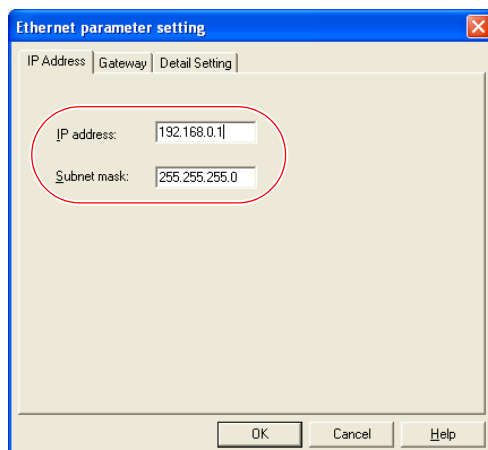 Ethernet parameter setting
IP Address Gateway Detail Setting
IP address: 192.168.0.1
Subnet mask: 255.255.255.0
OK Cancel Help